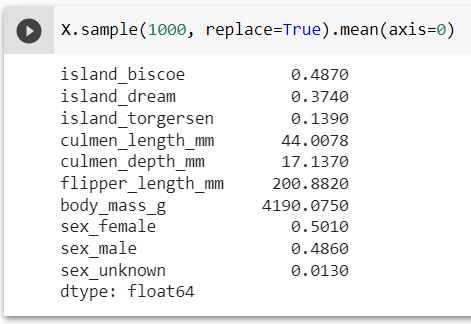 X.sample(1000, replace=True).mean(axis=0)
island_biscoe 0.4870
island_dream 0.3740
island_torgersen 0.1390
culmen_length_mm 44.0078
culmen_depth_mm 17.1370
flipper_length_mm 200.8820
body_mass_g 4190.0750
sex_female 0.5010
sex_male 0.4860
sex_unknown 0.0130
dtype: float64